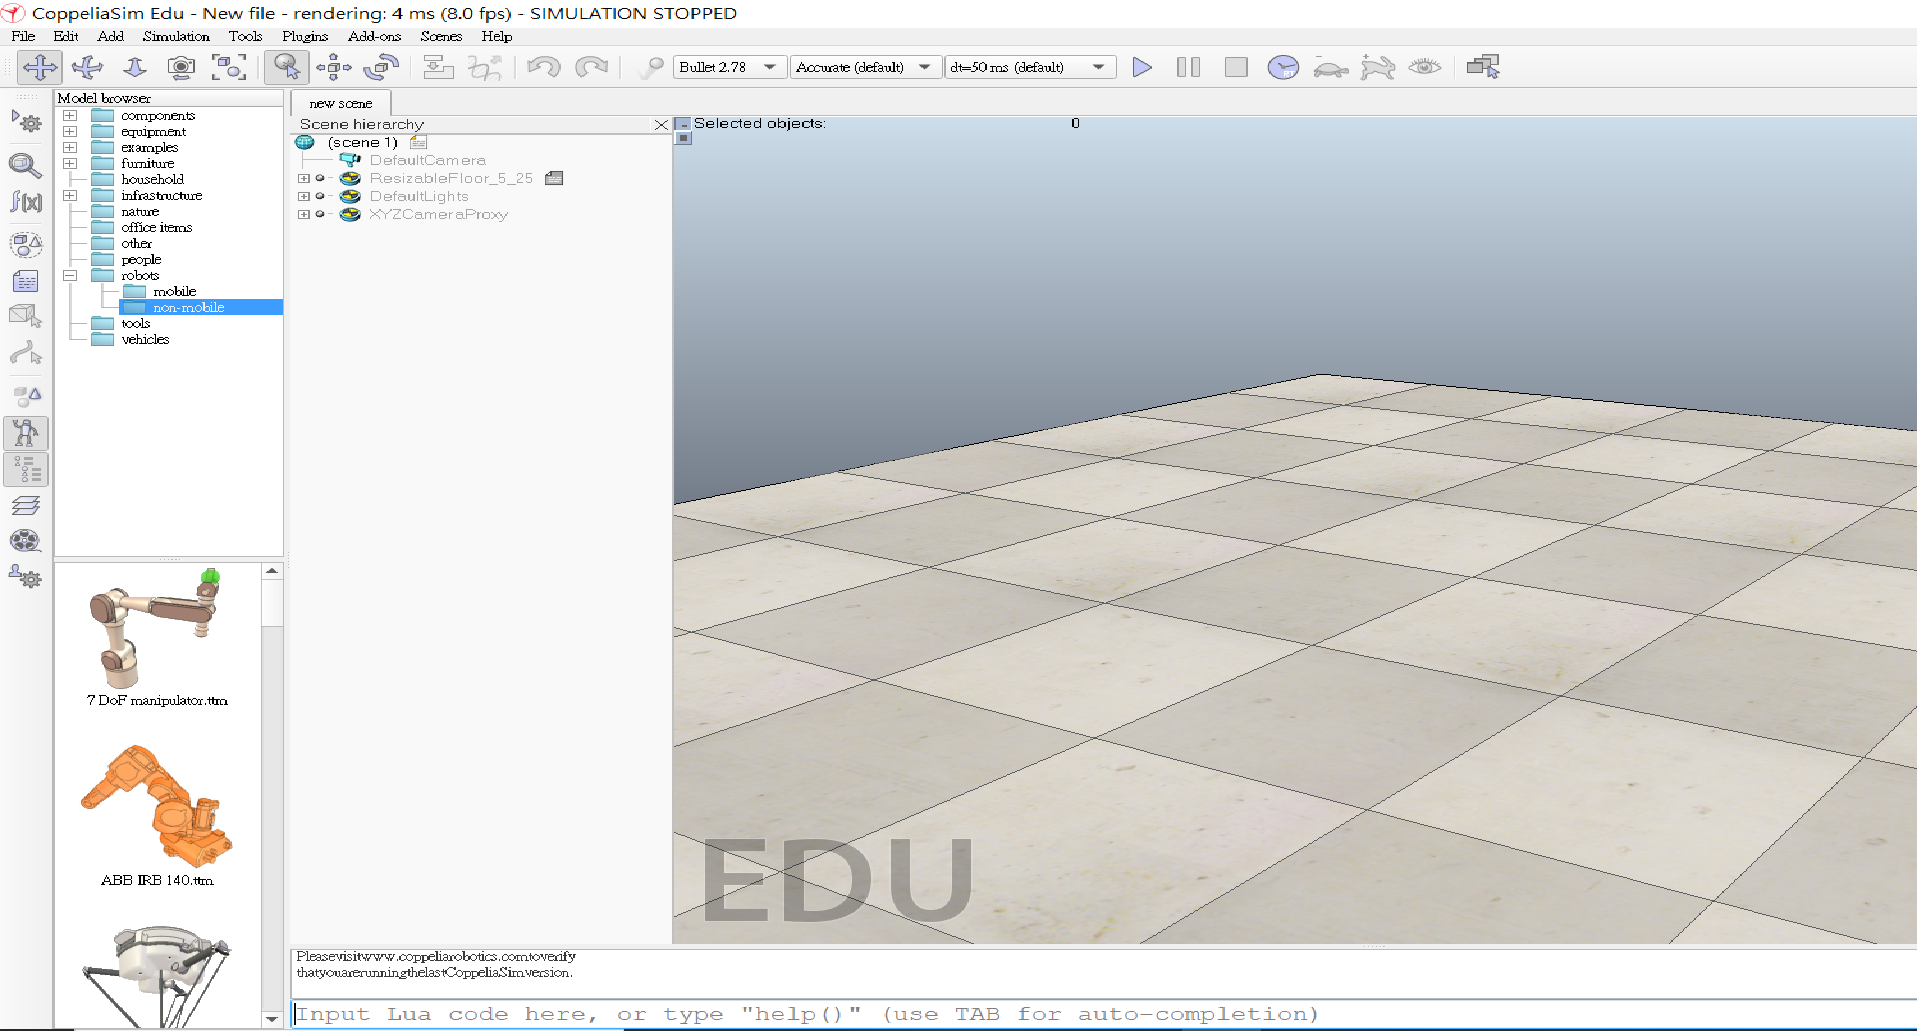 CoppeliaSim Edu - New file - rendering: 4 ms (8.0 fps) - SIMULATION STOPPED
File Edit Add Simulation Tools Plugins Add-ons Scenes Help
Bullet 2.78 Accurate (default) dt=50 ms (default)
RT
f(x)
Model browser
components
equipment
examples
furniture
household
infrastructure
nature
office items
other
people
robots
mobile
non-mobile
tools
vehicles
7 DoF manipulator.ttm
ABB IRB 140.ttm
new scene
Scene hierarchy
(scene 1)
DefaultCamera
ResizableFloor_5_25
DefaultLights
XYZCameraProxy
Selected objects: 0
EDU
Pleasevisitwww.coppeliarobotics.comtoverify
thatyouarerunningthelastCoppeliaSimversion.
Input Lua code here, or type "help()" (use TAB for auto-completion)